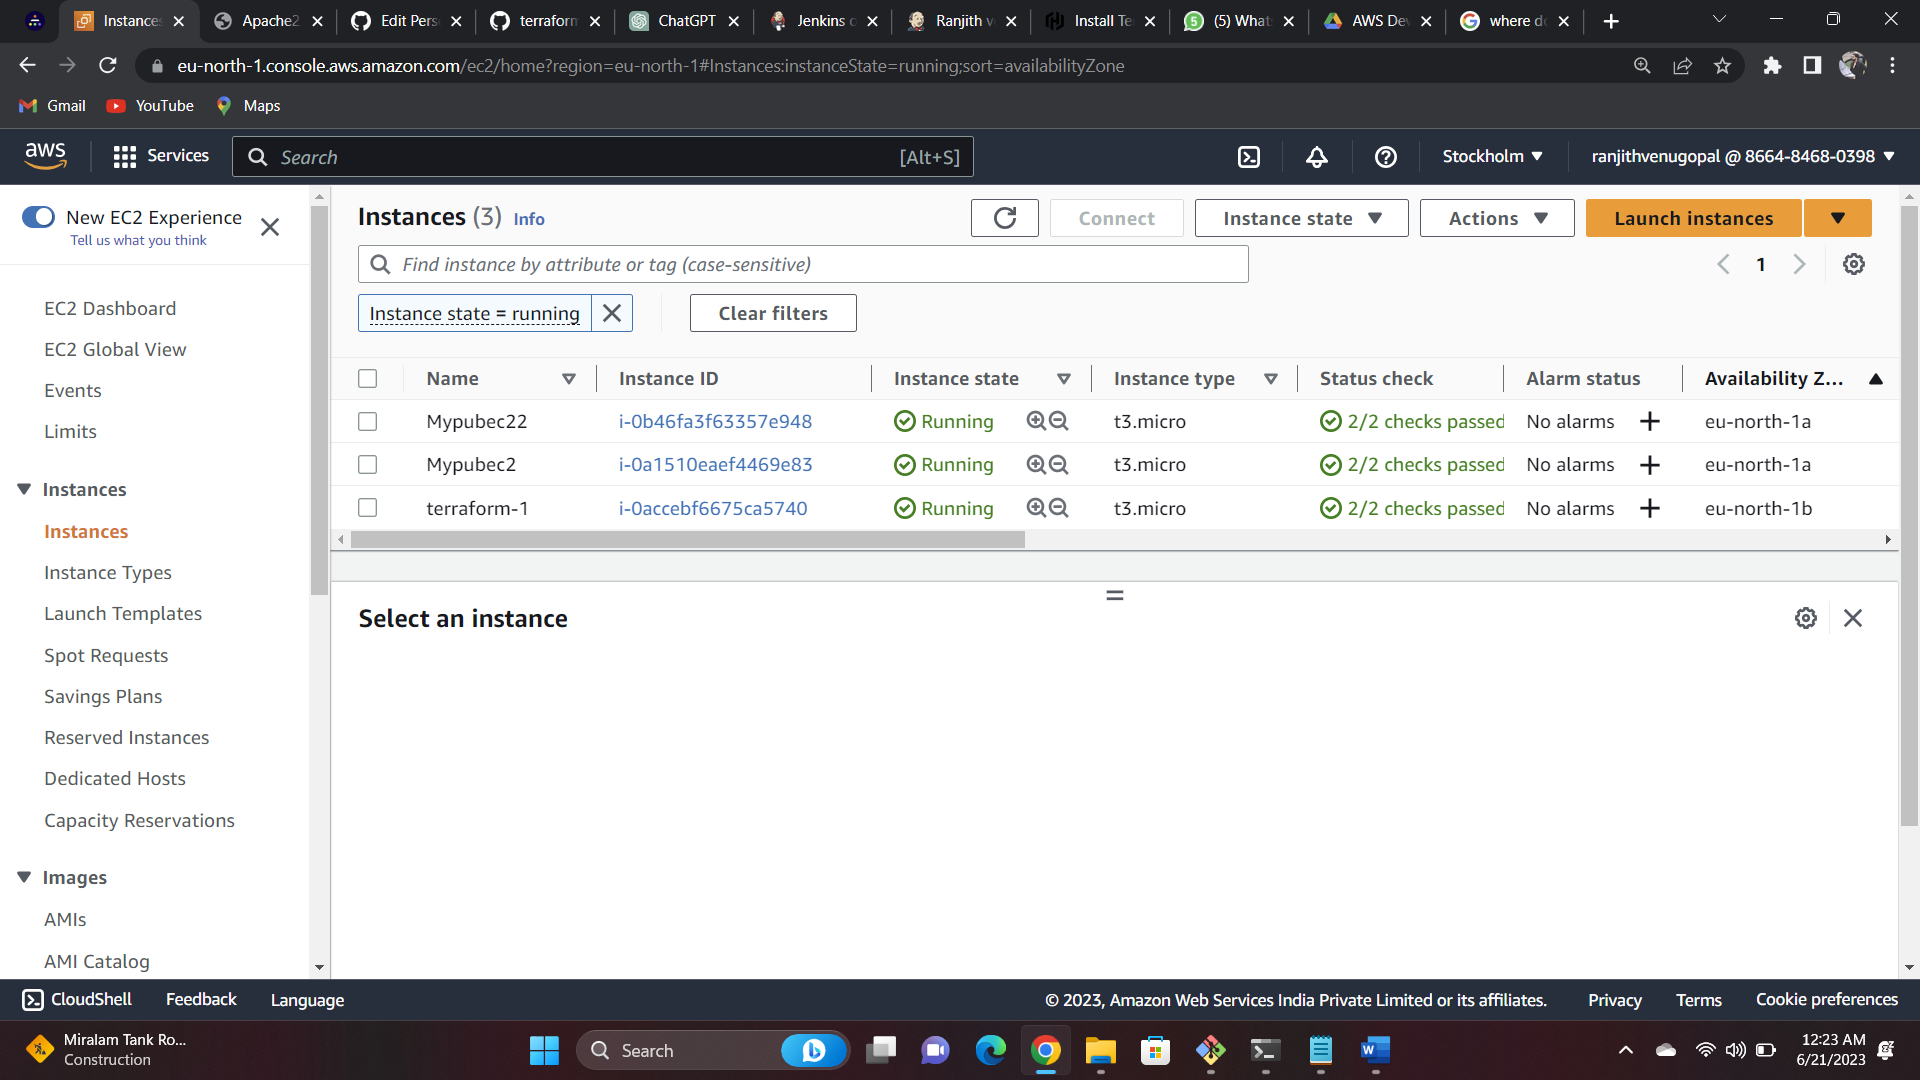 Instances
Apache2
Edit Pers
terraform
ChatGPT
Jenkins o
Ranjith v
Install Te
(5) Whats
AWS De
where d
eu-north-1.console.aws.amazon.com/ec2/home?region=eu-north-1#Instances:instanceState=running;sort=availabilityZone
Gmail
YouTube
Maps
aws
Services
Search
[Alt+S]
Stockholm
ranjithvenugopal @ 8664-8468-0398
New EC2 Experience
Tell us what you think
EC2 Dashboard
EC2 Global View
Events
Limits
Instances
Instances
Instance Types
Launch Templates
Spot Requests
Savings Plans
Reserved Instances
Dedicated Hosts
Capacity Reservations
Images
AMIs
AMI Catalog
Instances (3) Info
Connect
Instance state
Actions
Launch instances
Find instance by attribute or tag (case-sensitive)
1
Instance state = running
Clear filters
Name Instance ID Instance state Instance type Status check Alarm status Availability Z...
Mypubec22 i-0b46fa3f63357e948 Running t3.micro 2/2 checks passed No alarms + eu-north-1a
Mypubec2 i-0a1510eaef4469e83 Running t3.micro 2/2 checks passed No alarms + eu-north-1a
terraform-1 i-0accebf6675ca5740 Running t3.micro 2/2 checks passed No alarms + eu-north-1b
Select an instance
CloudShell
Feedback
Language
© 2023, Amazon Web Services India Private Limited or its affiliates.
Privacy
Terms
Cookie preferences
Miralam Tank Ro...
Construction
Search
12:23 AM
6/21/2023